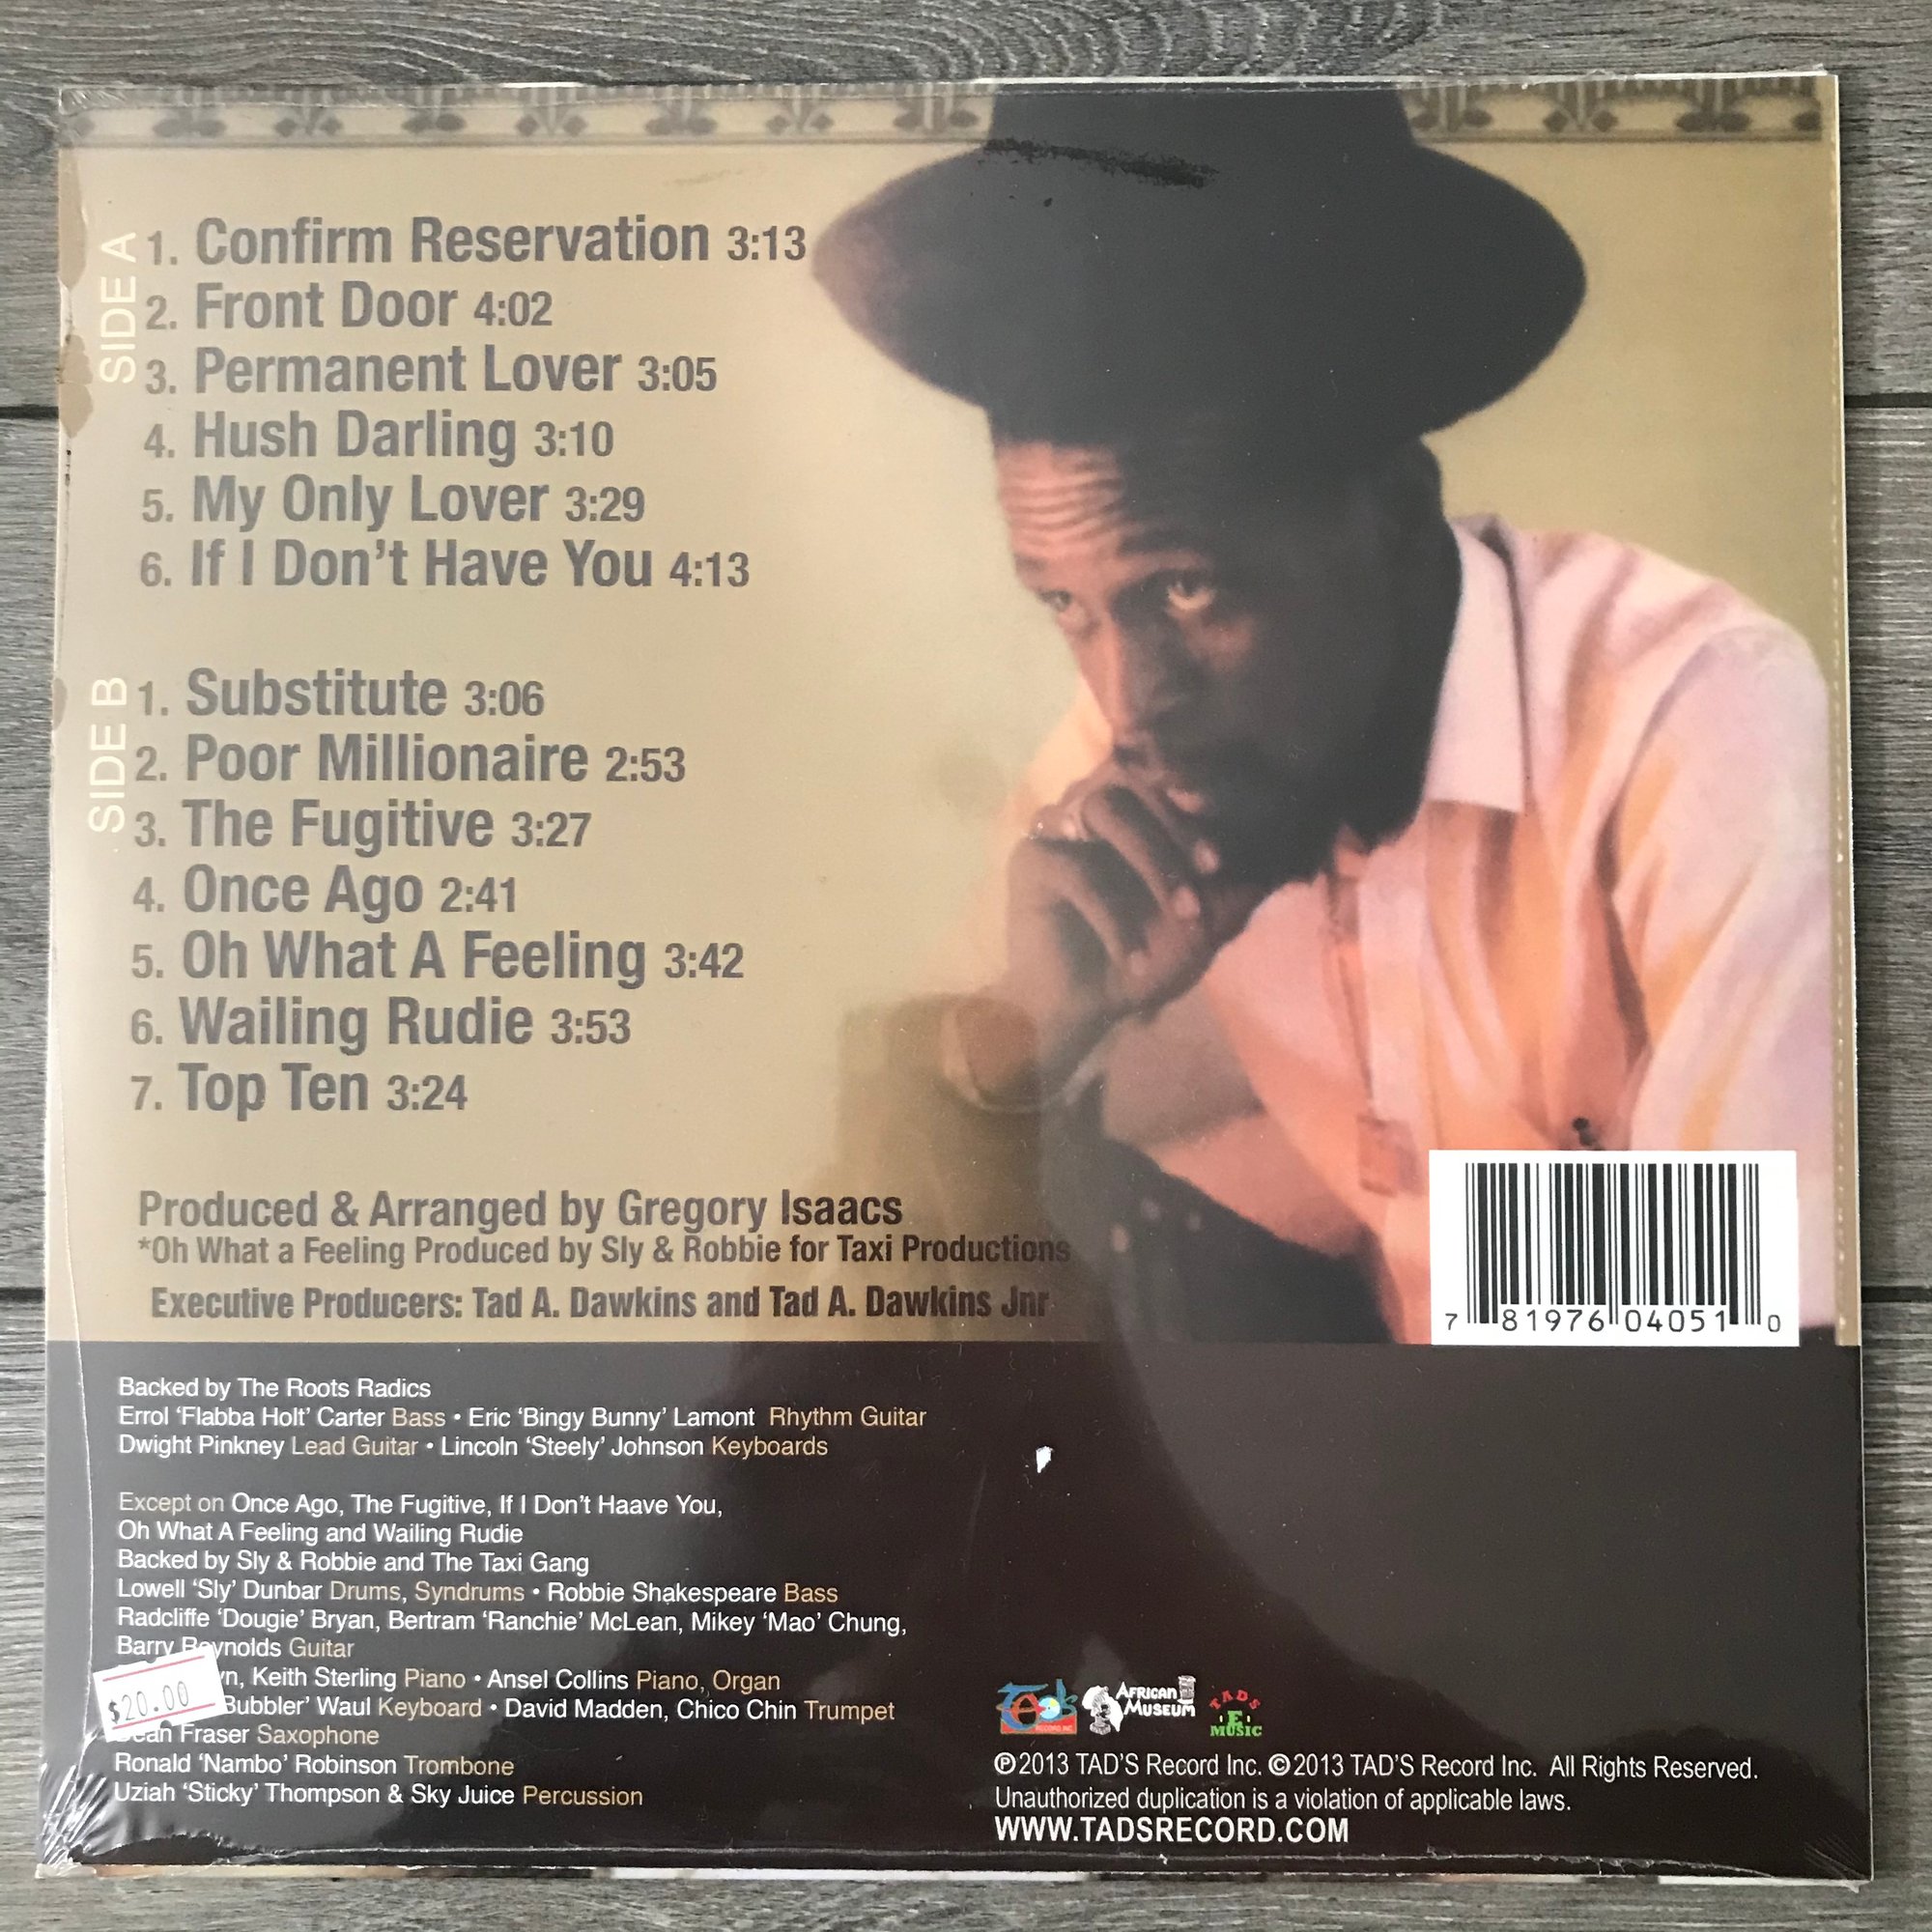 SIDE A
1. Confirm Reservation 3:13
2. Front Door 4:02
3. Permanent Lover 3:05
4. Hush Darling 3:10
5. My Only Lover 3:29
6. If I Don't Have You 4:13
SIDE B
1. Substitute 3:06
2. Poor Millionaire 2:53
3. The Fugitive 3:27
4. Once Ago 2:41
5. Oh What A Feeling 3:42
6. Wailing Rudie 3:53
7. Top Ten 3:24
Produced & Arranged by Gregory Isaacs
*Oh What a Feeling Produced by Sly & Robbie for Taxi Productions
Executive Producers: Tad A. Dawkins and Tad A. Dawkins Jnr
7 81976 04051 0
Backed by The Roots Radics
Errol ‘Flabba Holt’ Carter Bass • Eric ‘Bingy Bunny’ Lamont Rhythm Guitar
Dwight Pinkney Lead Guitar • Lincoln ‘Steely’ Johnson Keyboards
Except on Once Ago, The Fugitive, If I Don't Haave You,
Oh What A Feeling and Wailing Rudie
Backed by Sly & Robbie and The Taxi Gang
Lowell ‘Sly’ Dunbar Drums, Syndrums • Robbie Shakespeare Bass
Radcliffe ‘Dougie’ Bryan, Bertram ‘Ranchie’ McLean, Mikey ‘Mao’ Chung,
Barry Reynolds Guitar
Keith Sterling Piano • Ansel Collins Piano, Organ
$20.00
Bubbler’ Waul Keyboard • David Madden, Chico Chin Trumpet
Dean Fraser Saxophone
Ronald ‘Nambo’ Robinson Trombone
Uziah ‘Sticky’ Thompson & Sky Juice Percussion
Tads
RECORD INC.
AFRICAN
MUSEUM
TADS
E
MUSIC
℗2013 TAD'S Record Inc. ©2013 TAD'S Record Inc. All Rights Reserved.
Unauthorized duplication is a violation of applicable laws.
WWW.TADSRECORD.COM